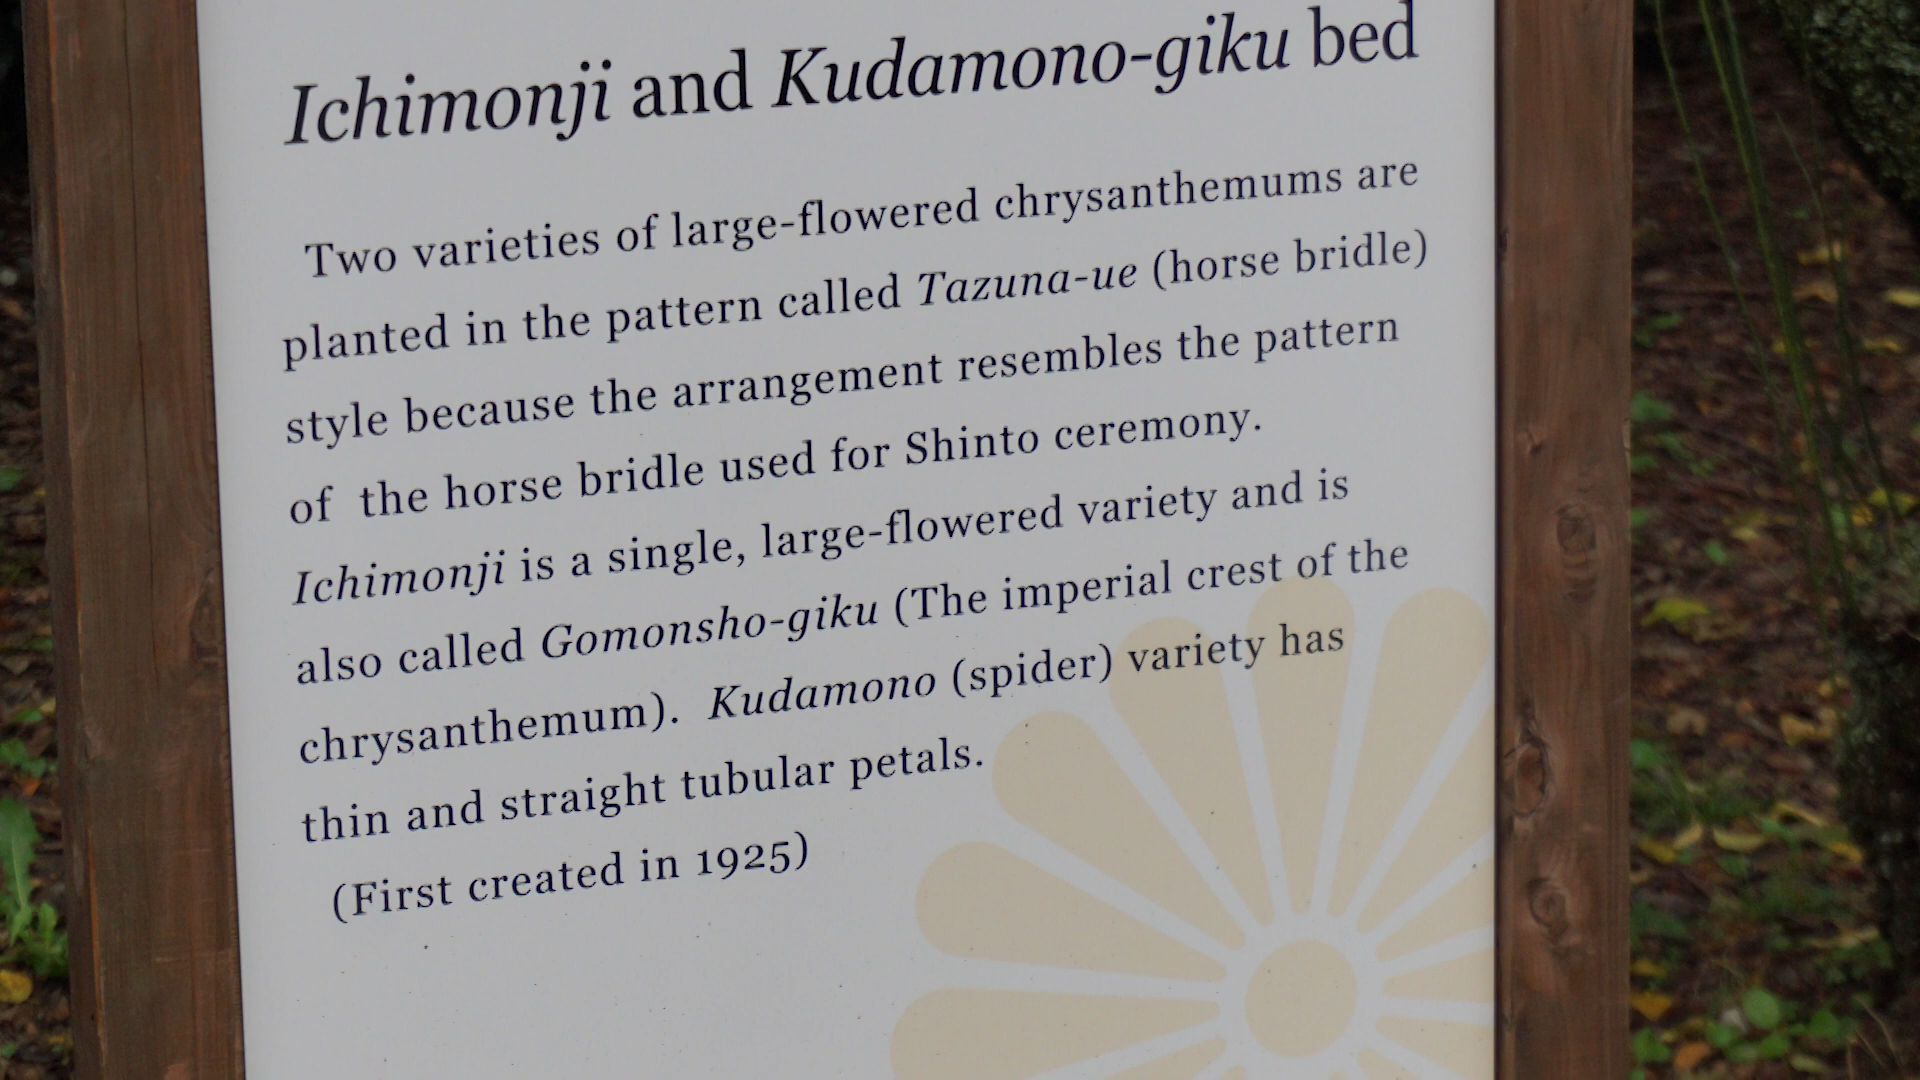 Ichimonji and Kudamono-giku bed
Two varieties of large-flowered chrysanthemums are
planted in the pattern called Tazuna-ue (horse bridle)
style because the arrangement resembles the pattern
of the horse bridle used for Shinto ceremony.
Ichimonji is a single, large-flowered variety and is
also called Gomonsho-giku (The imperial crest of the
chrysanthemum). Kudamono (spider) variety has
thin and straight tubular petals.
(First created in 1925)